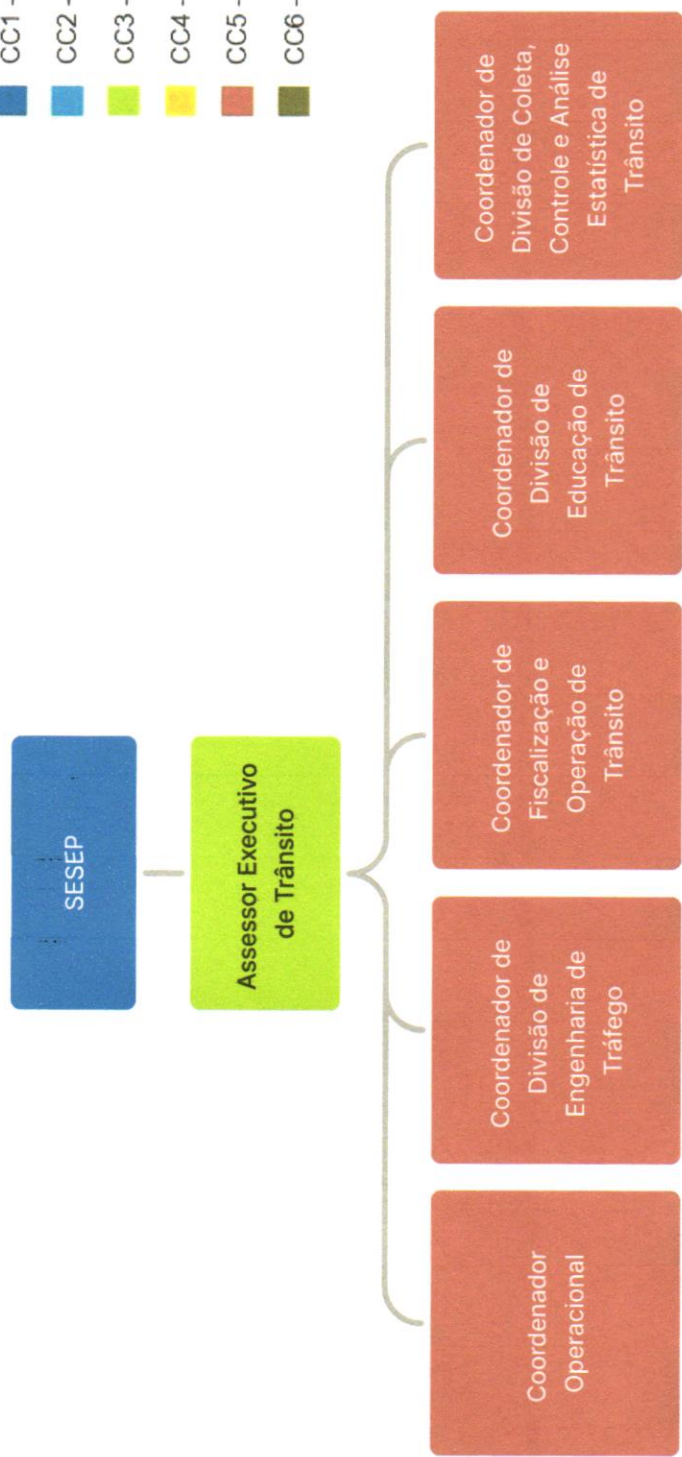 CC1 -
CC2 -
CC3 -
CC4 -
CC5 -
CC6 -
SESEP
Assessor Executivo
de Trânsito
Coordenador
Operacional
Coordenador de
Divisão de
Engenharia de
Tráfego
Coordenador de
Fiscalização e
Operação de
Trânsito
Coordenador de
Divisão de
Educação de
Trânsito
Coordenador de
Divisão de Coleta,
Controle e Análise
Estatística de
Trânsito